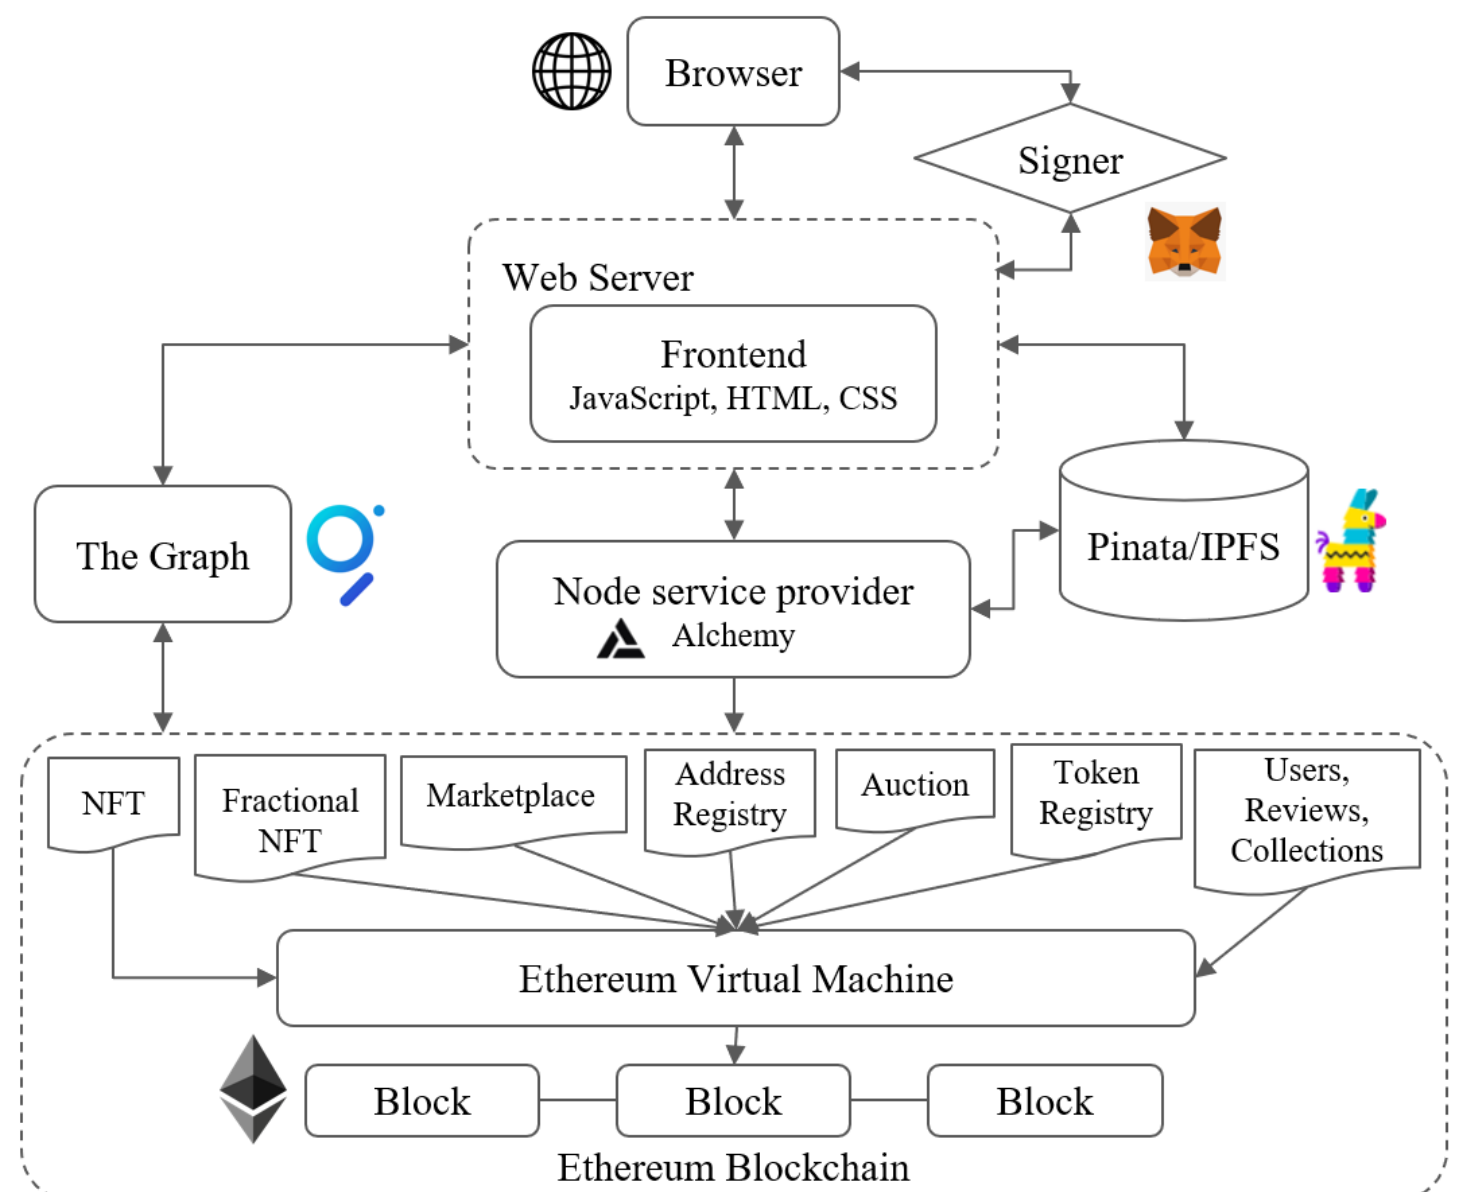 Browser
Signer
Web Server
Frontend
JavaScript, HTML, CSS
The Graph
Node service provider
Alchemy
Pinata/IPFS
NFT
Fractional
NFT
Marketplace
Address
Registry
Auction
Token
Registry
Users,
Reviews,
Collections
Ethereum Virtual Machine
Block
Block
Block
Ethereum Blockchain